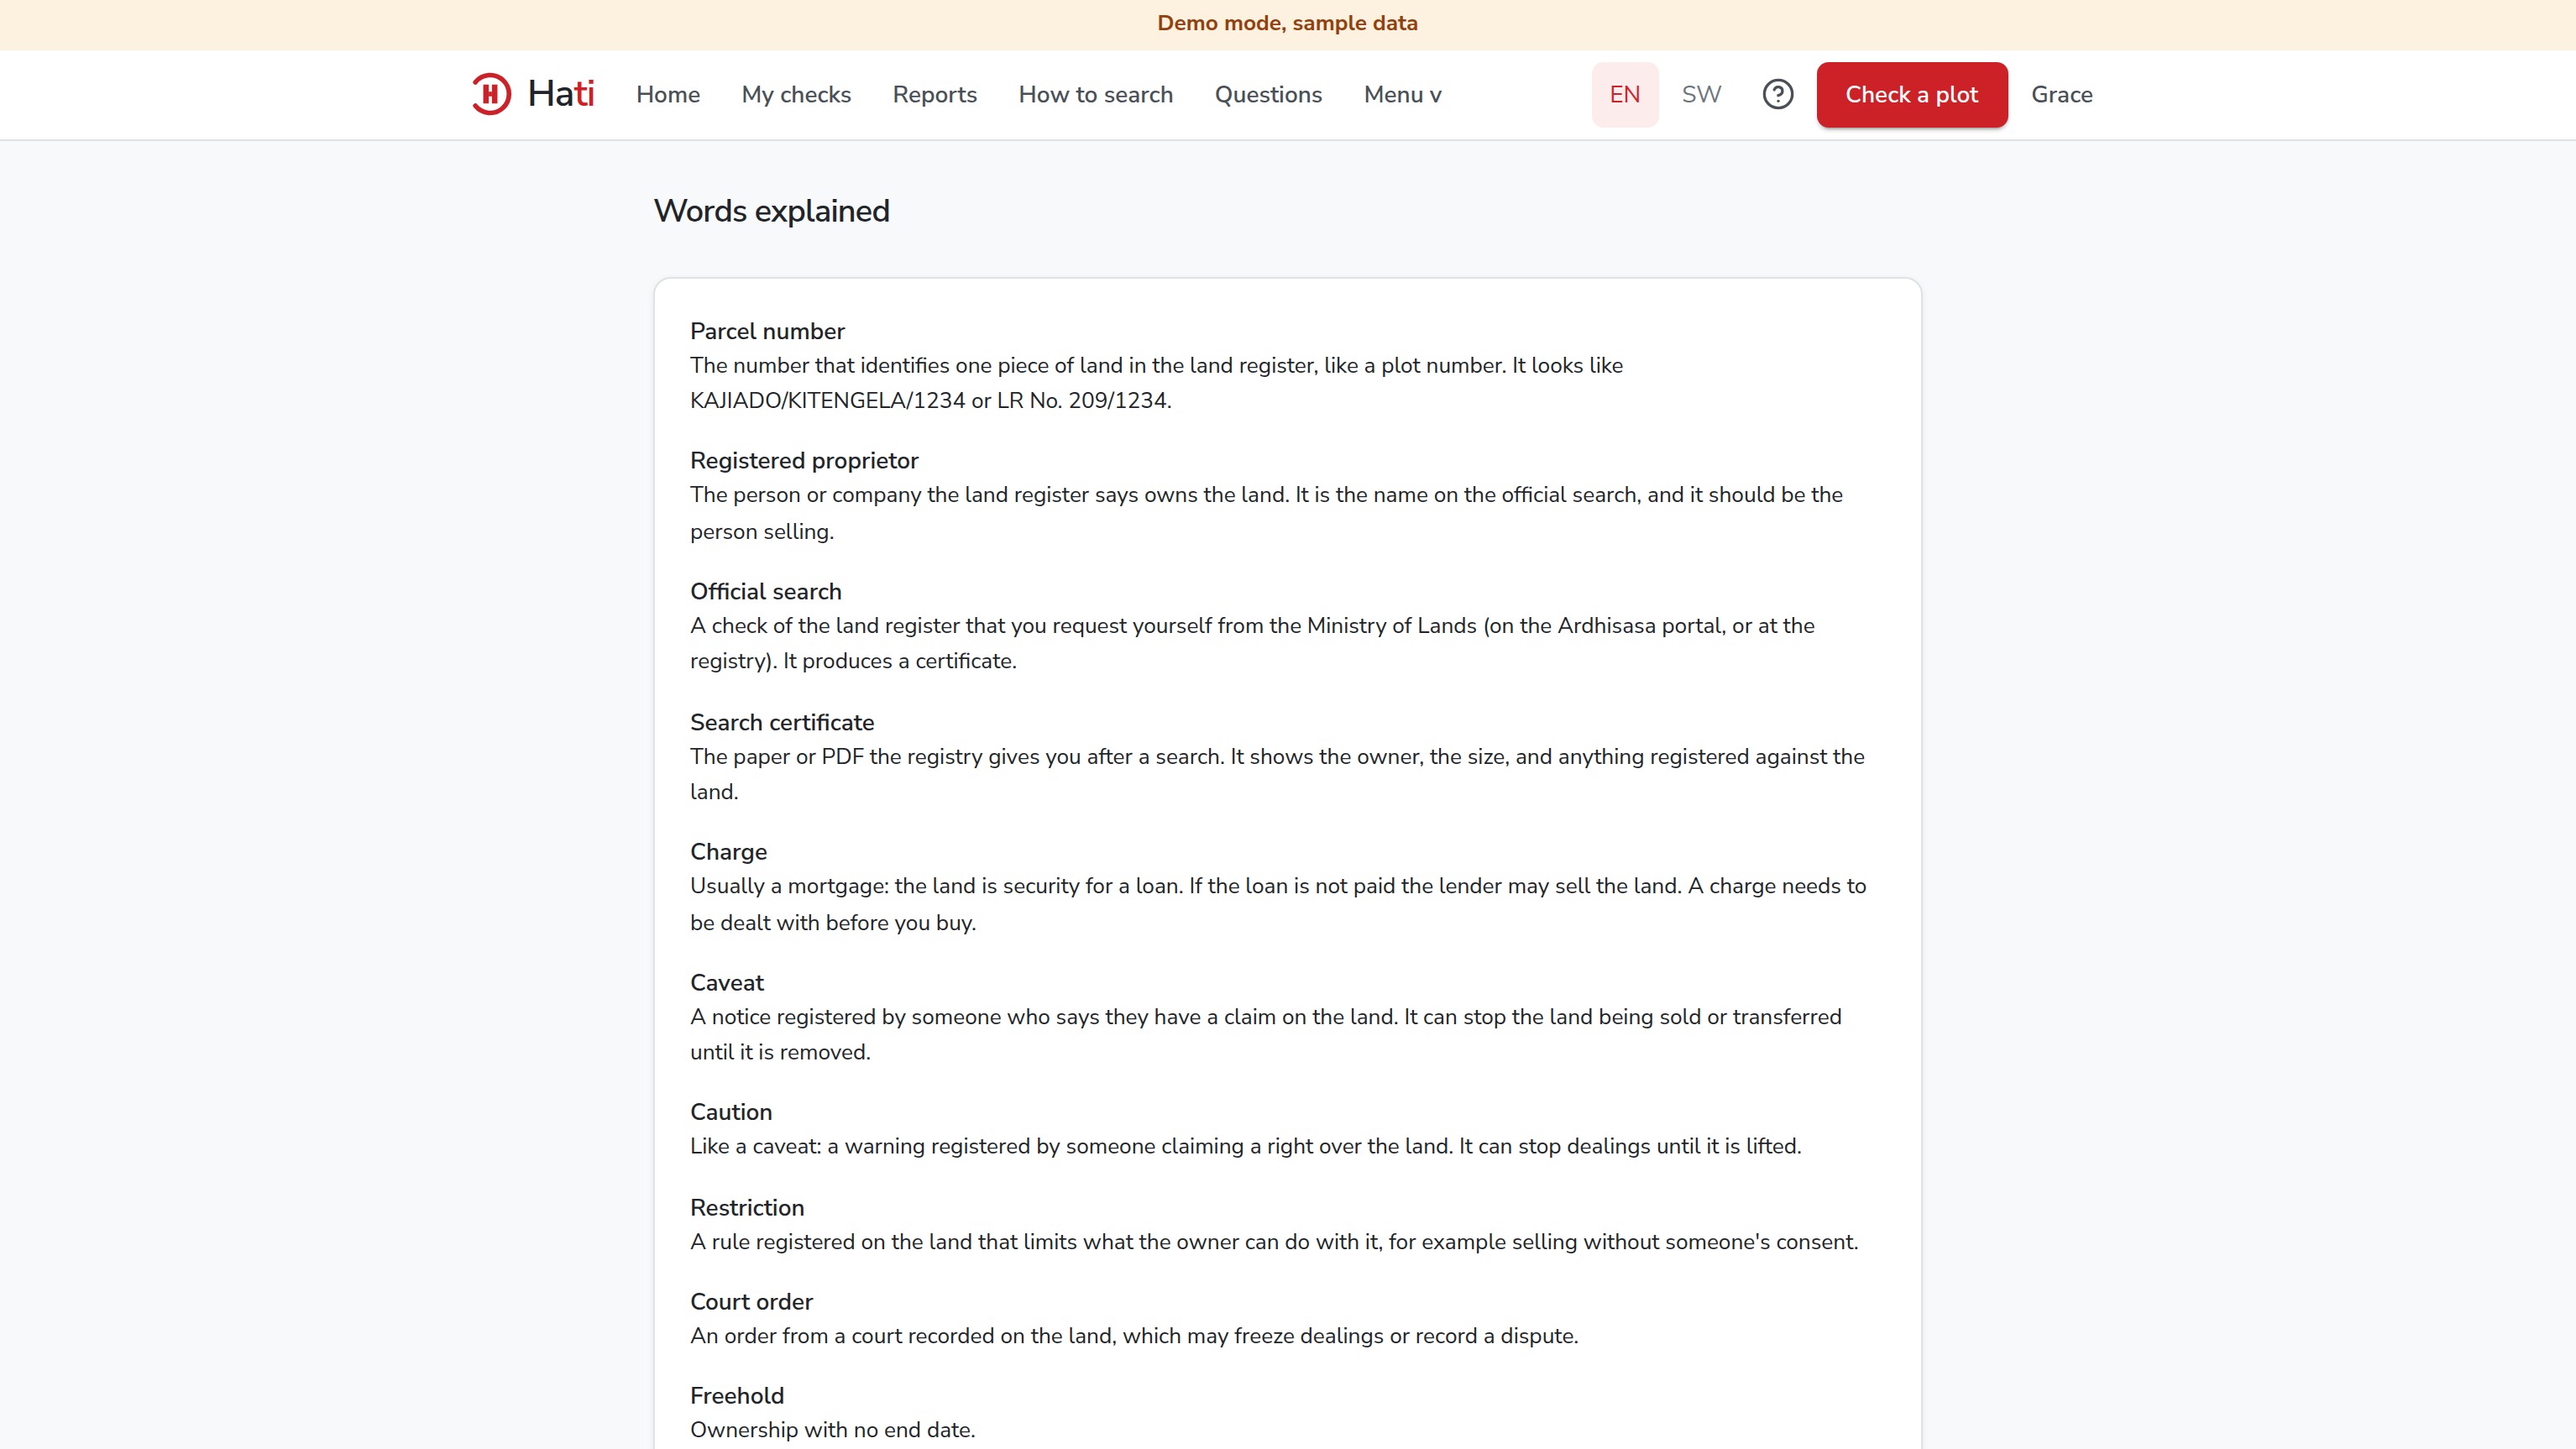 Demo mode, sample data
H Hati Home My checks Reports How to search Questions Menu v EN SW ? Check a plot Grace
Words explained
Parcel number
The number that identifies one piece of land in the land register, like a plot number. It looks like
KAJIADO/KITENGELA/1234 or LR No. 209/1234.
Registered proprietor
The person or company the land register says owns the land. It is the name on the official search, and it should be the
person selling.
Official search
A check of the land register that you request yourself from the Ministry of Lands (on the Ardhisasa portal, or at the
registry). It produces a certificate.
Search certificate
The paper or PDF the registry gives you after a search. It shows the owner, the size, and anything registered against the
land.
Charge
Usually a mortgage: the land is security for a loan. If the loan is not paid the lender may sell the land. A charge needs to
be dealt with before you buy.
Caveat
A notice registered by someone who says they have a claim on the land. It can stop the land being sold or transferred
until it is removed.
Caution
Like a caveat: a warning registered by someone claiming a right over the land. It can stop dealings until it is lifted.
Restriction
A rule registered on the land that limits what the owner can do with it, for example selling without someone's consent.
Court order
An order from a court recorded on the land, which may freeze dealings or record a dispute.
Freehold
Ownership with no end date.